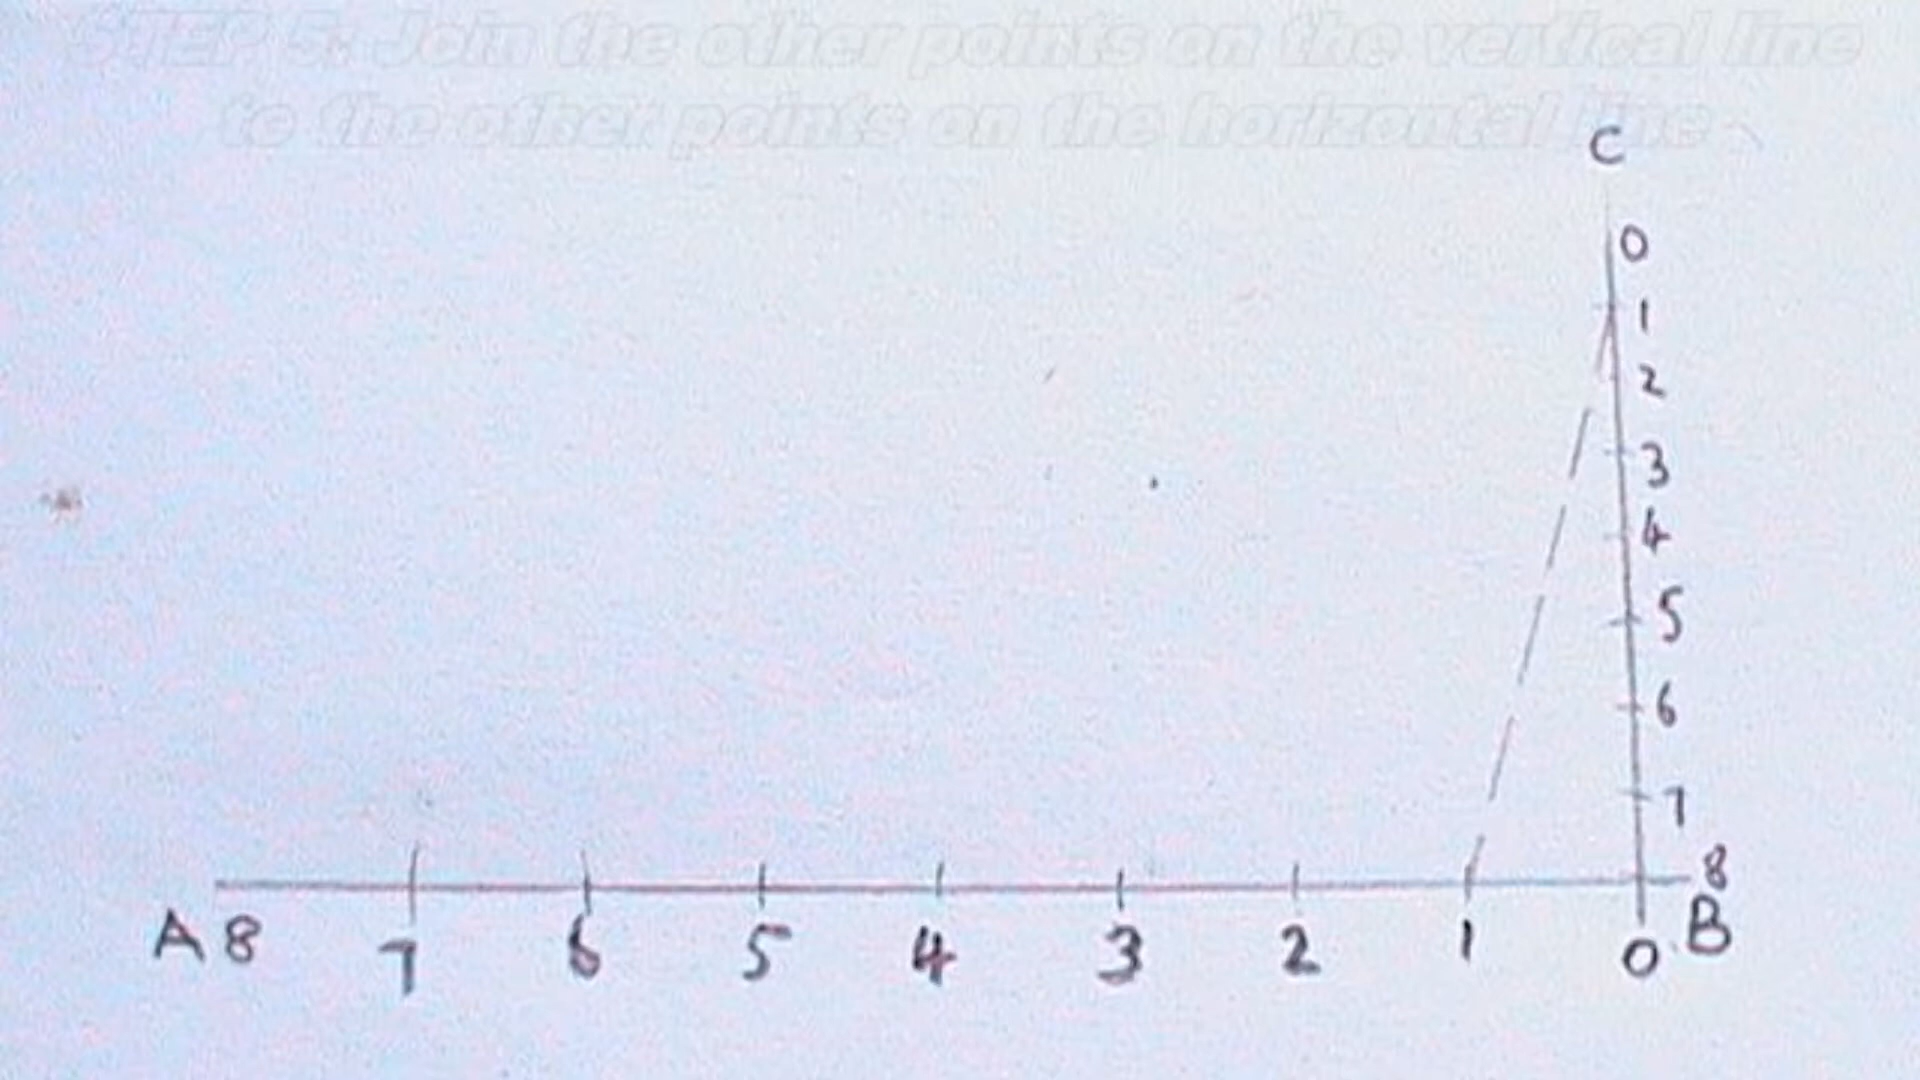 STEP 5: Join the other points on the vertical line
to the other points on the horizontal line
C
0
1
2
3
4
5
6
7
8
A 8 7 6 5 4 3 2 1 0 B